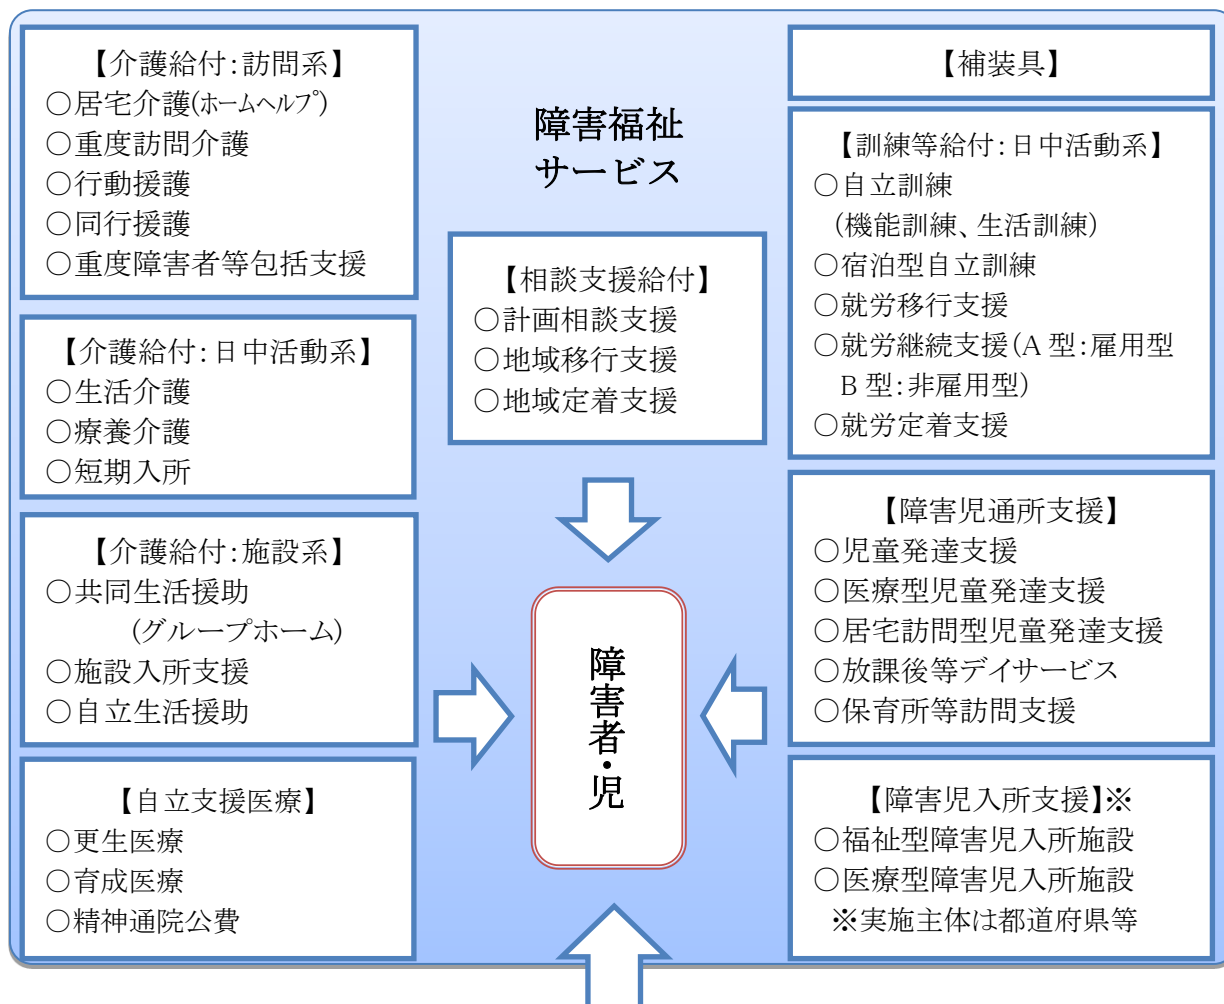 【介護給付:訪問系】
○居宅介護(ホームヘルプ)
○重度訪問介護
○行動援護
○同行援護
○重度障害者等包括支援
【介護給付:日中活動系】
○生活介護
○療養介護
○短期入所
【介護給付:施設系】
○共同生活援助
(グループホーム)
○施設入所支援
○自立生活援助
【自立支援医療】
○更生医療
○育成医療
○精神通院公費
障害福祉
サービス
【相談支援給付】
○計画相談支援
○地域移行支援
○地域定着支援
障害者・児
【補装具】
【訓練等給付:日中活動系】
○自立訓練
(機能訓練、生活訓練)
○宿泊型自立訓練
○就労移行支援
○就労継続支援(A型:雇用型
B型:非雇用型)
○就労定着支援
【障害児通所支援】
○児童発達支援
○医療型児童発達支援
○居宅訪問型児童発達支援
○放課後等デイサービス
○保育所等訪問支援
【障害児入所支援】※
○福祉型障害児入所施設
○医療型障害児入所施設
※実施主体は都道府県等